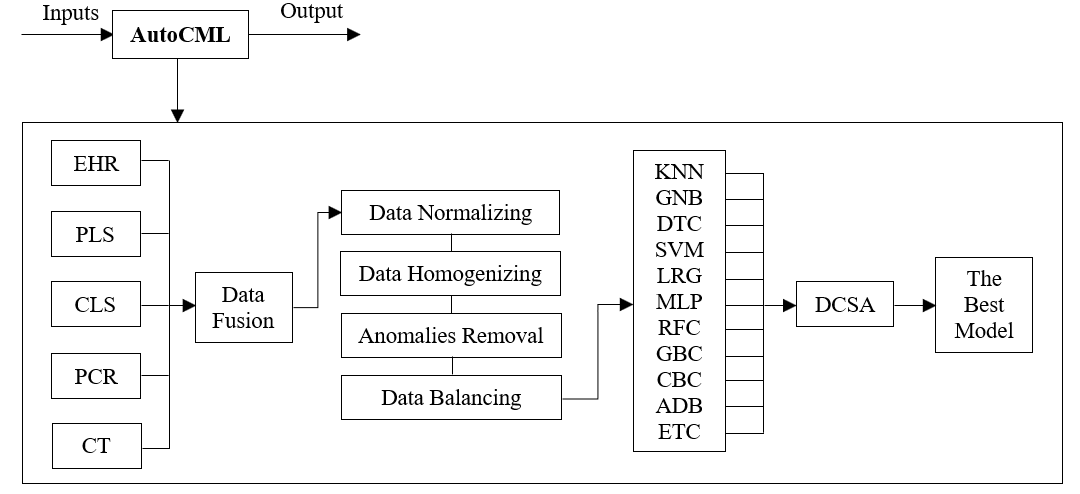 Inputs
AutoCML
Output
EHR
PLS
CLS
PCR
CT
Data
Fusion
Data Normalizing
Data Homogenizing
Anomalies Removal
Data Balancing
KNN
GNB
DTC
SVM
LRG
MLP
RFC
GBC
CBC
ADB
ETC
DCSA
The
Best
Model